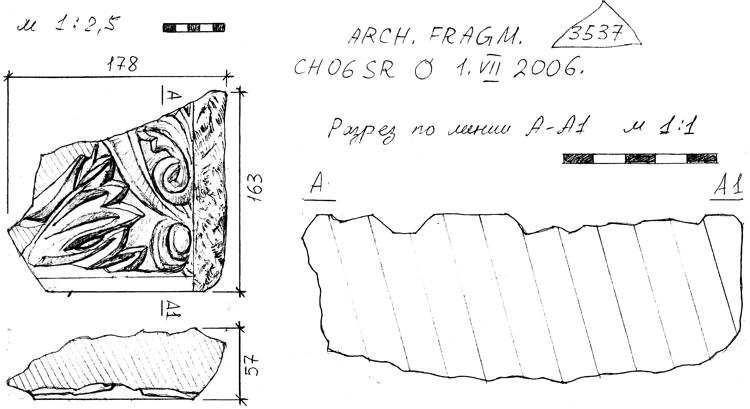 м 1:2,5
ARCH. FRAGM. 3537
CH06SR Ø 1.VII 2006.
178
A
163
A1
57
Разрез по линии А-А1 м 1:1
A A1